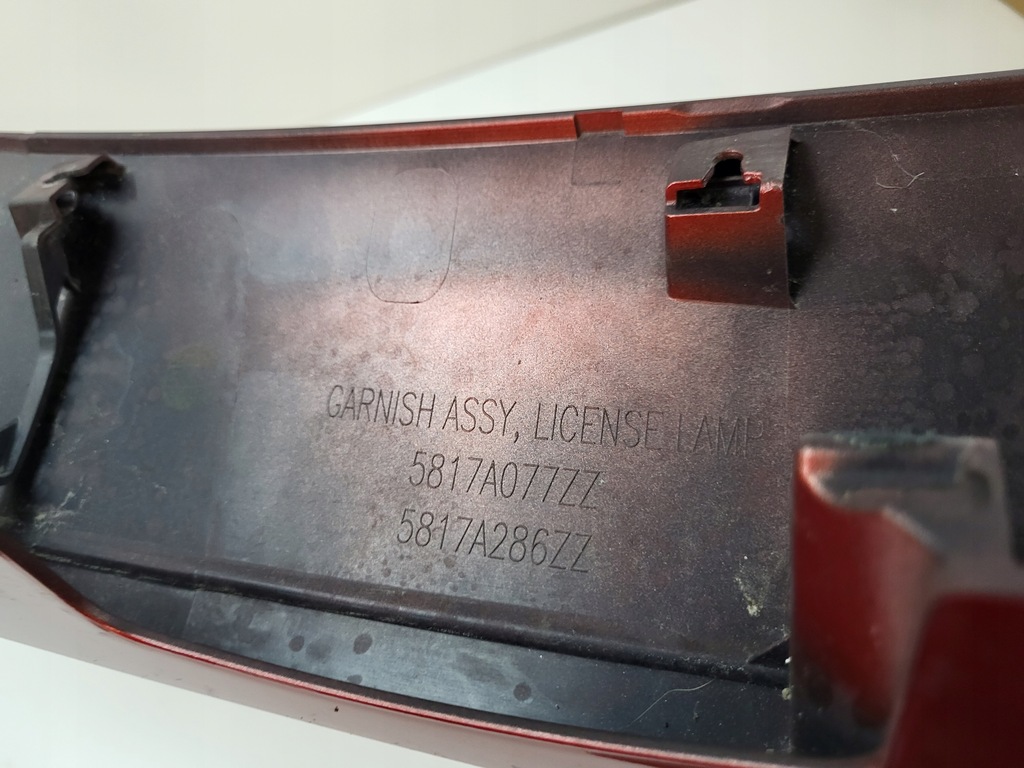 GARNISH ASSY, LICENSE LAMP
5817A077ZZ
5817A286ZZ